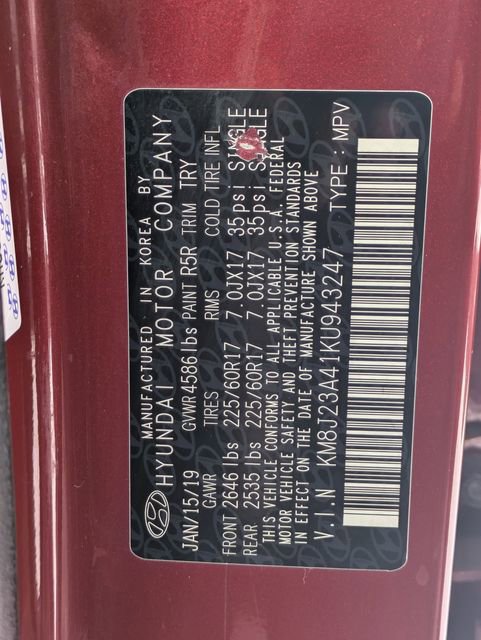 MANUFACTURED IN KOREA BY
HYUNDAI MOTOR COMPANY
JAN/15/19 GVWR 4586 lbs PAINT R5R TRIM TRY
GAWR TIRES RIMS COLD TIRE INFL
FRONT 2646 lbs 225/60R17 7.0JX17 35psi SINGLE
REAR 2535 lbs 225/60R17 7.0JX17 35psi SINGLE
THIS VEHICLE CONFORMS TO ALL APPLICABLE U.S.A. FEDERAL
MOTOR VEHICLE SAFETY AND THEFT PREVENTION STANDARDS
IN EFFECT ON THE DATE OF MANUFACTURE SHOWN ABOVE
V.I.N KM8J23A41KU943247 TYPE : MPV